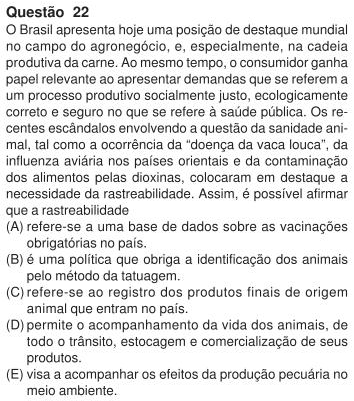 Questão 22
O Brasil apresenta hoje uma posição de destaque mundial
no campo do agronegócio, e, especialmente, na cadeia
produtiva da carne. Ao mesmo tempo, o consumidor ganha
papel relevante ao apresentar demandas que se referem a
um processo produtivo socialmente justo, ecologicamente
correto e seguro no que se refere à saúde pública. Os re-
centes escândalos envolvendo a questão da sanidade ani-
mal, tal como a ocorrência da “doença da vaca louca”, da
influenza aviária nos países orientais e da contaminação
dos alimentos pelas dioxinas, colocaram em destaque a
necessidade da rastreabilidade. Assim, é possível afirmar
que a rastreabilidade
(A) refere-se a uma base de dados sobre as vacinações
obrigatórias no país.
(B) é uma política que obriga a identificação dos animais
pelo método da tatuagem.
(C) refere-se ao registro dos produtos finais de origem
animal que entram no país.
(D) permite o acompanhamento da vida dos animais, de
todo o trânsito, estocagem e comercialização de seus
produtos.
(E) visa a acompanhar os efeitos da produção pecuária no
meio ambiente.